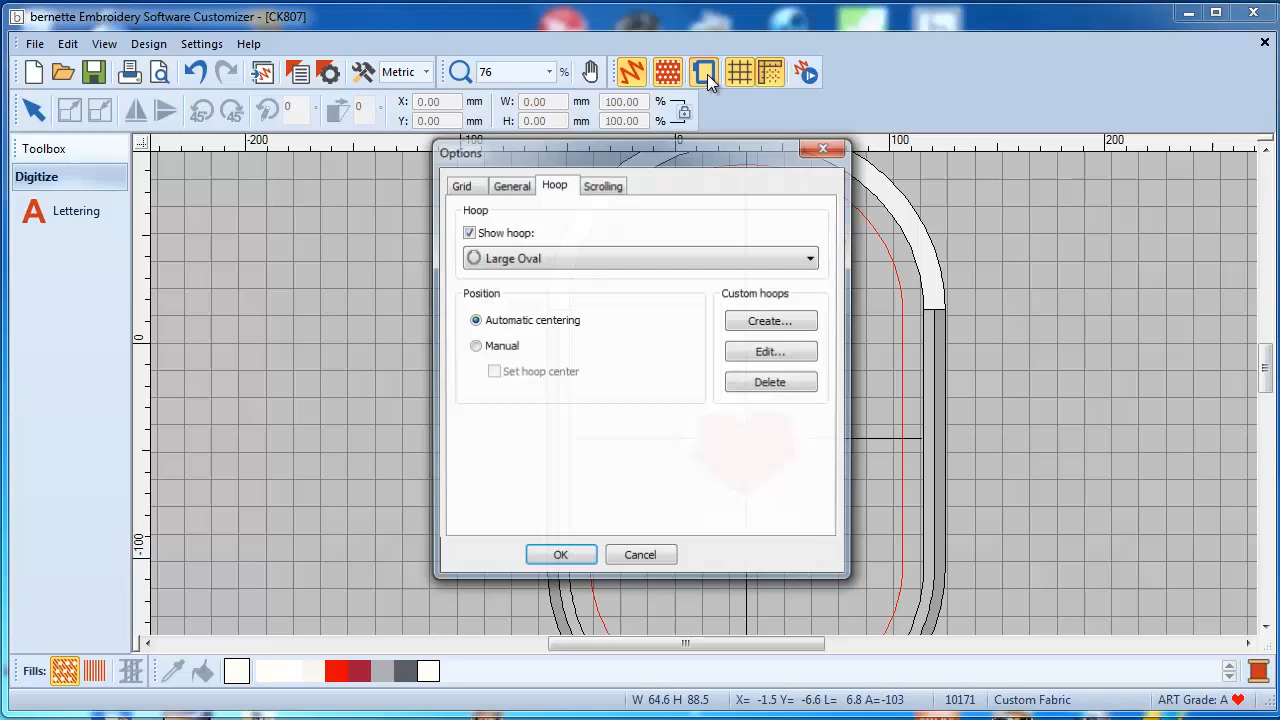 bernette Embroidery Software Customizer - [CK807]
File Edit View Design Settings Help
Metric 76 %
45° 45° 0 ° 0 ° X: 0.00 mm W: 0.00 mm 100.00 %
Y: 0.00 mm H: 0.00 mm 100.00 %
Toolbox
Digitize
A Lettering
-200 -100 0 100 200
0
-100
Options
Grid General Hoop Scrolling
Hoop
Show hoop:
Large Oval
Position
Automatic centering
Manual
Set hoop center
Custom hoops
Create...
Edit...
Delete
OK Cancel
Fills:
W 64.6 H 88.5 X= -1.5 Y= -6.6 L= 6.8 A=-103 10171 Custom Fabric ART Grade: A